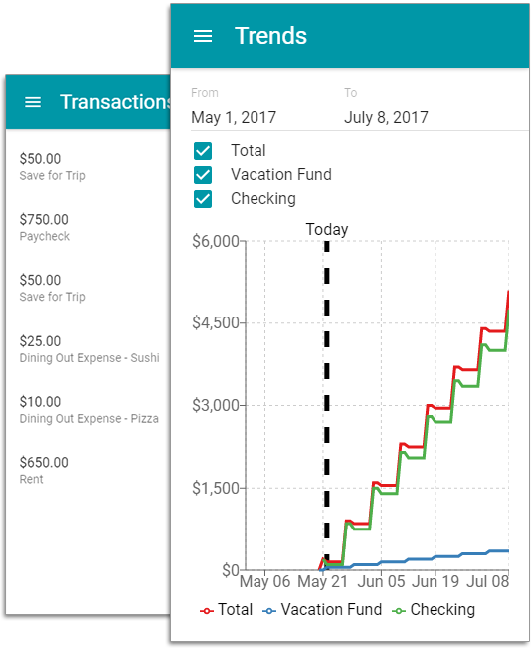 Transactions
$50.00
Save for Trip
$750.00
Paycheck
$50.00
Save for Trip
$25.00
Dining Out Expense - Sushi
$10.00
Dining Out Expense - Pizza
$650.00
Rent
Trends
From To
May 1, 2017 July 8, 2017
Total
Vacation Fund
Checking
Today
$6,000
$4,500
$3,000
$1,500
$0
May 06 May 21 Jun 05 Jun 19 Jul 08
Total Vacation Fund Checking